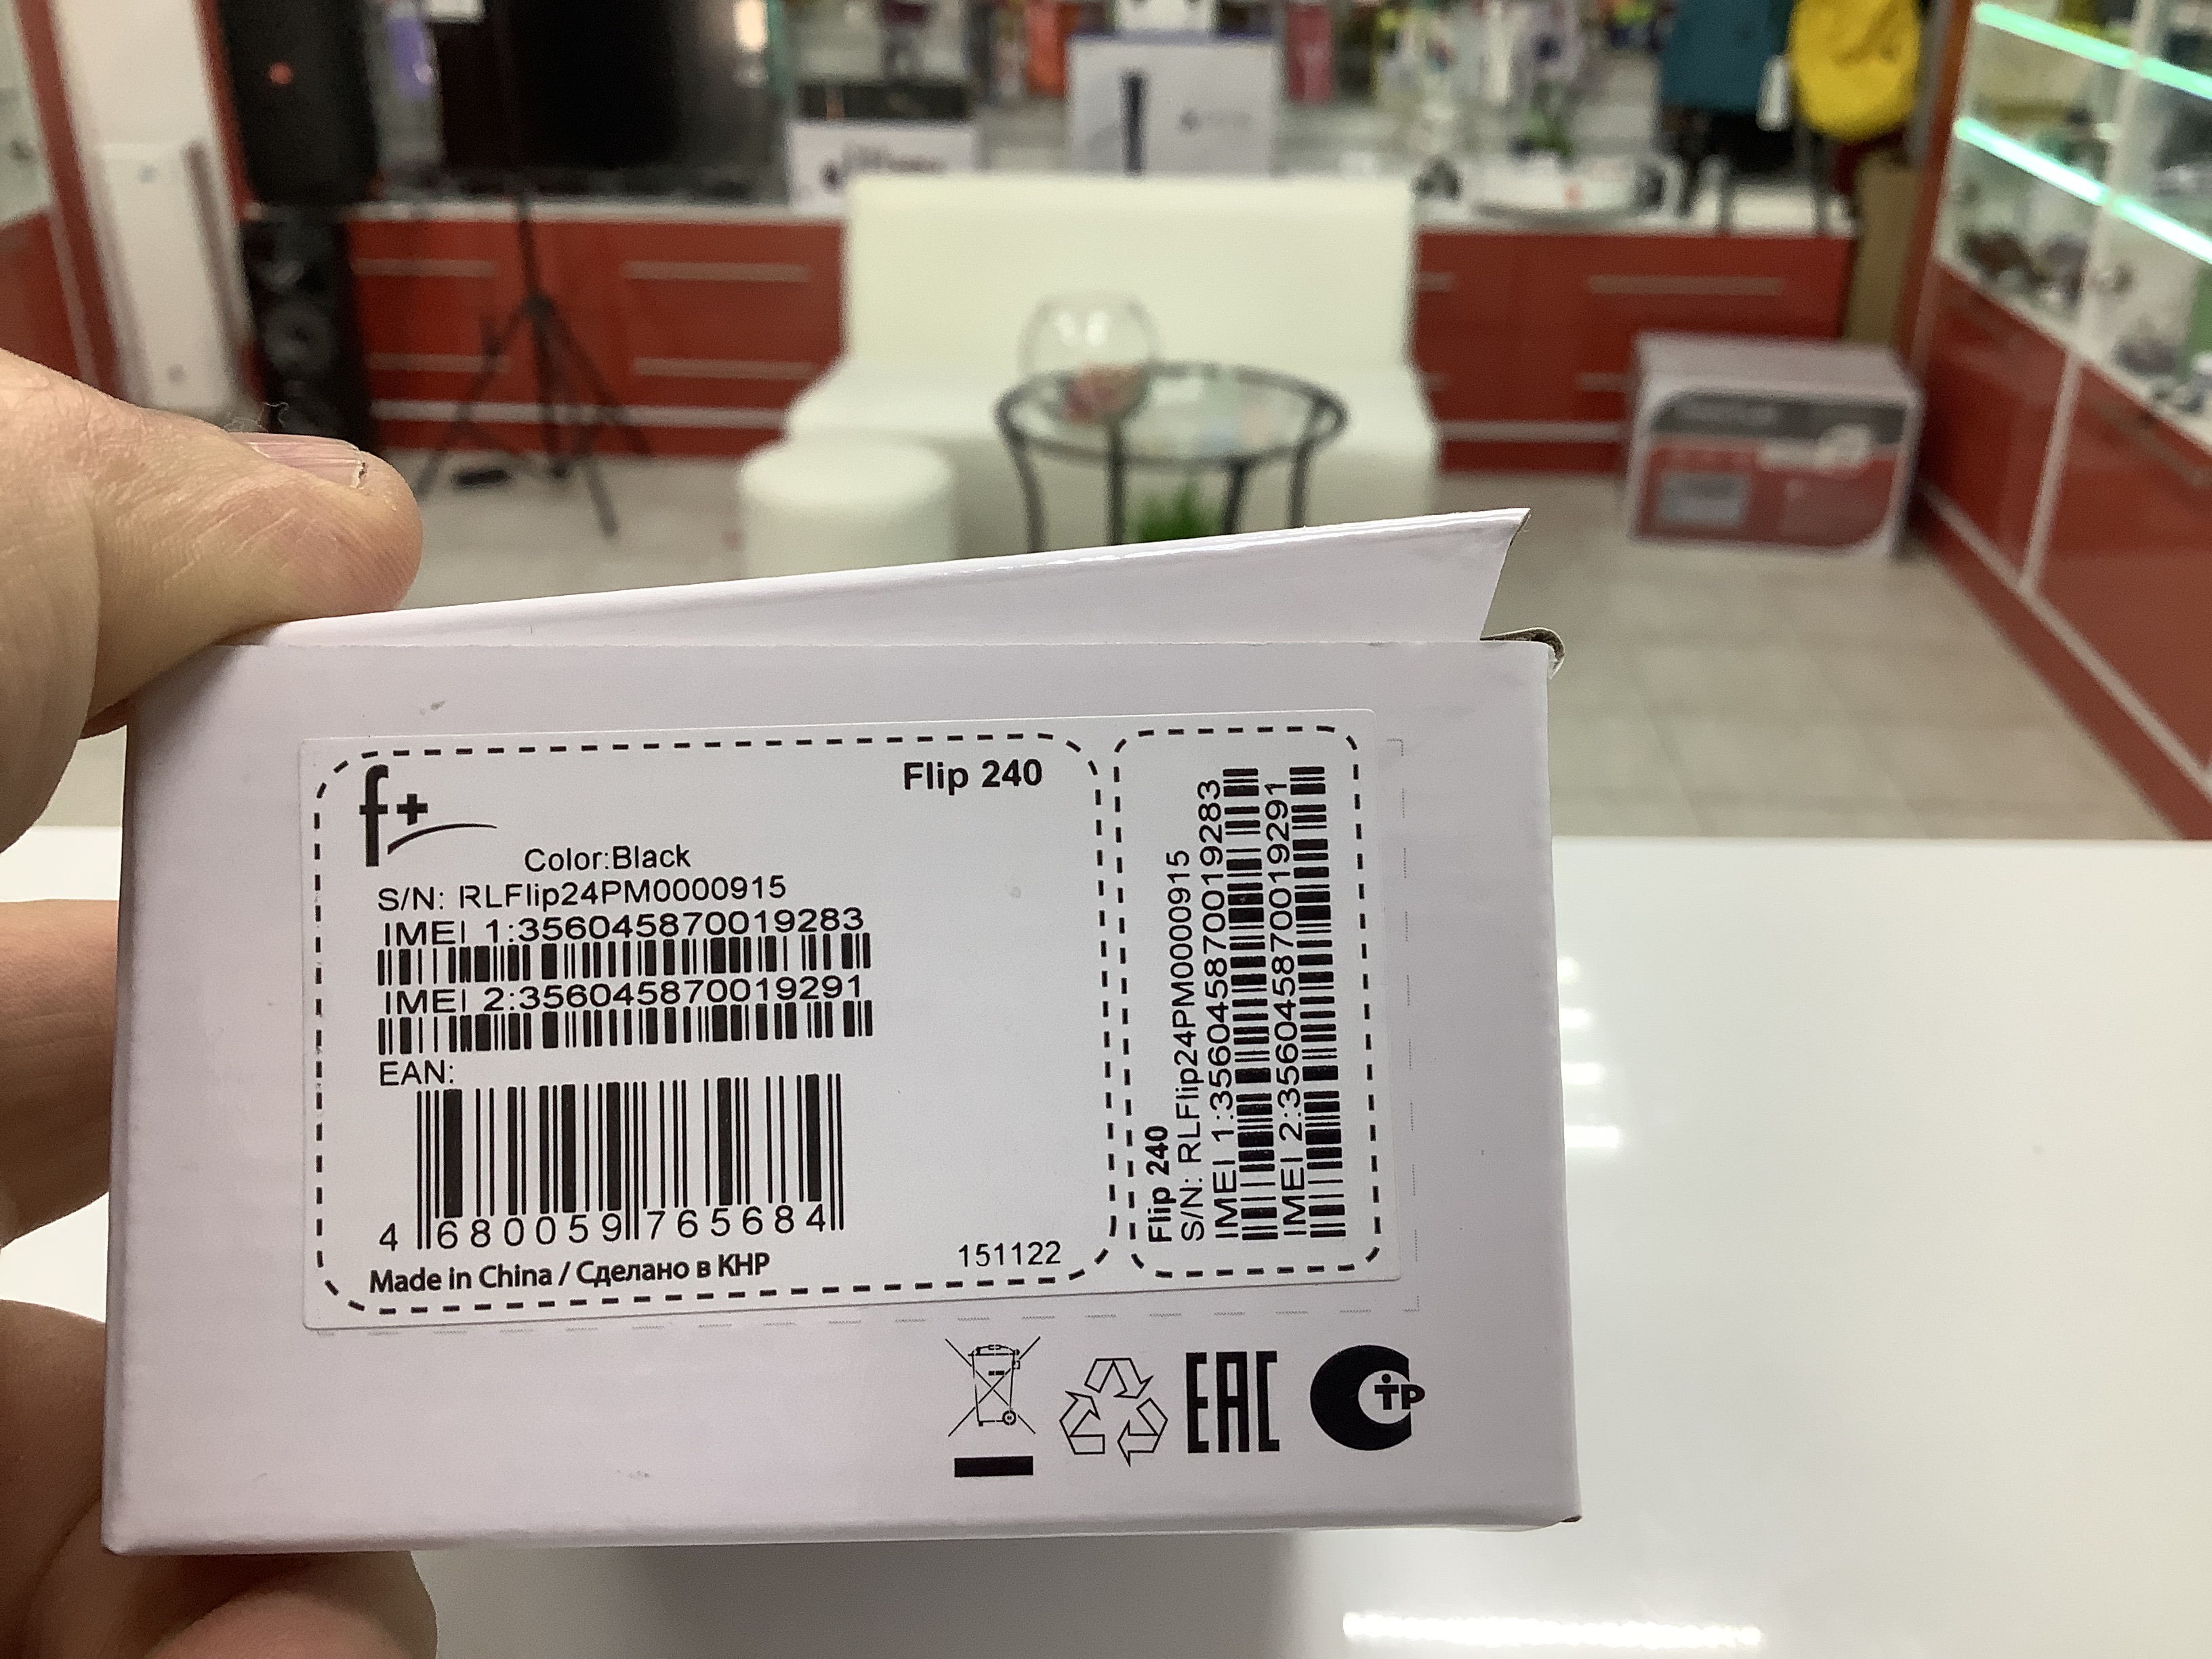 f+
Flip 240
Color:Black
S/N: RLFlip24PM0000915
IMEI 1:356045870019283
IMEI 2:356045870019291
EAN:
4 680059 765684
Made in China / Сделано в КНР
151122
Flip 240
S/N: RLFlip24PM0000915
IMEI 1:356045870019283
IMEI 2:356045870019291
EAC
СТР